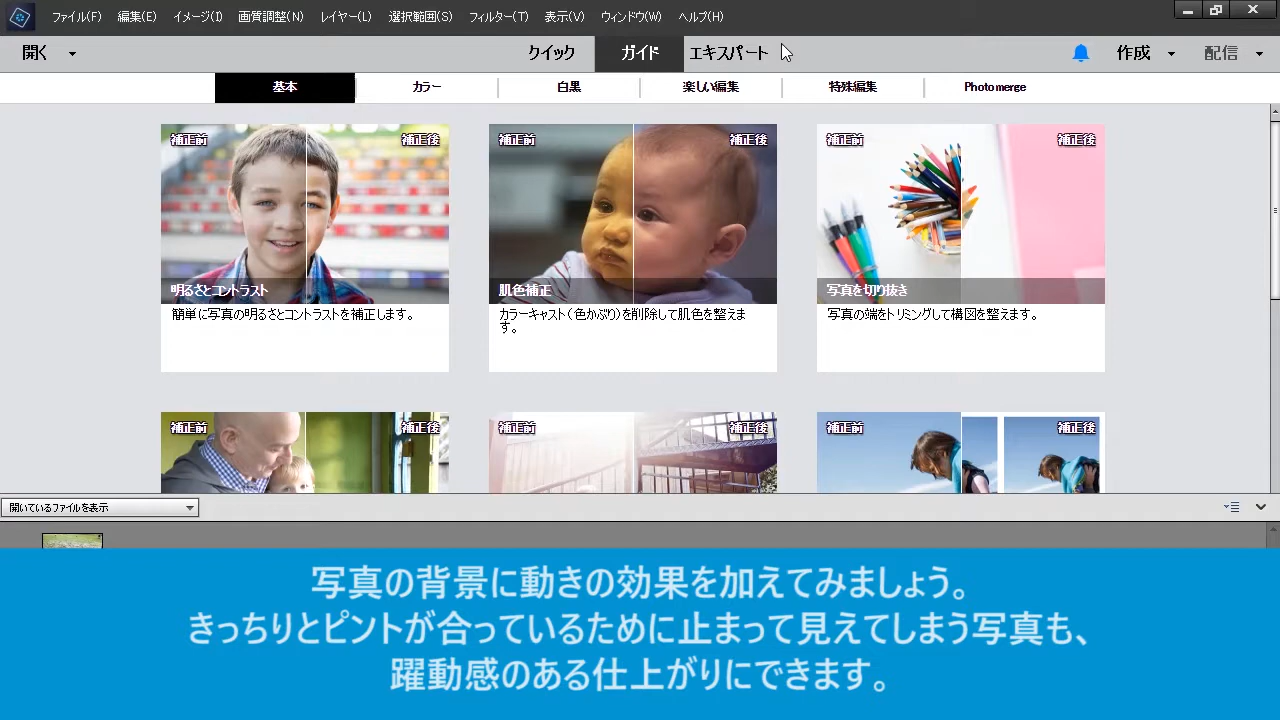 ファイル(F) 編集(E) イメージ(I) 画質調整(N) レイヤー(L) 選択範囲(S) フィルター(T) 表示(V) ウィンドウ(W) ヘルプ(H)
開く クイック ガイド エキスパート 作成 配信
基本 カラー 白黒 楽しい編集 特殊編集 Photomerge
補正前 補正後 補正前 補正後 補正前 補正後
明るさとコントラスト 肌色補正 写真を切り抜き
簡単に写真の明るさとコントラストを補正します。
カラーキャスト(色かぶり)を削除して肌色を整えま
す。
写真の端をトリミングして構図を整えます。
補正前 補正後 補正前 補正後 補正前 補正後
開いているファイルを表示
写真の背景に動きの効果を加えてみましょう。
きっちりとピントが合っているために止まって見えてしまう写真も、
躍動感のある仕上がりにできます。